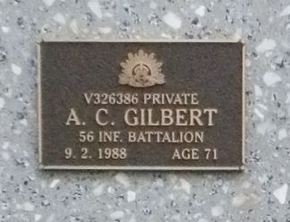 V326386 PRIVATE
A. C. GILBERT
56 INF. BATTALION
9. 2. 1988 AGE 71